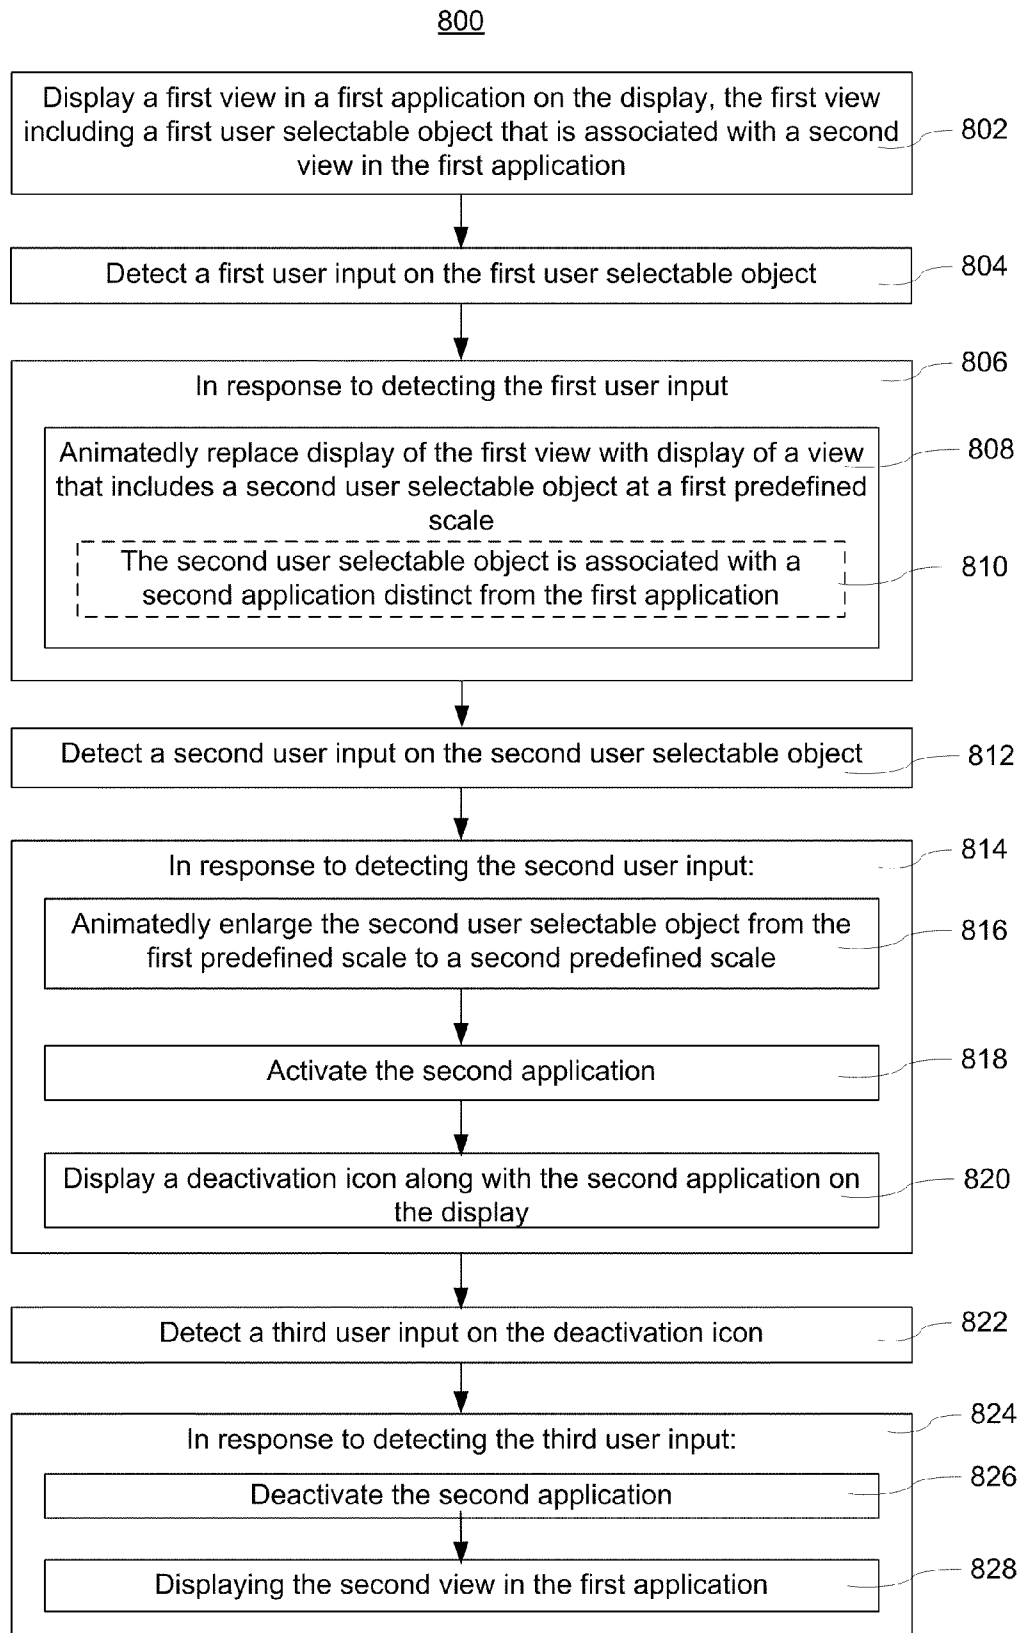 800
Display a first view in a first application on the display, the first view
including a first user selectable object that is associated with a second
view in the first application
802
Detect a first user input on the first user selectable object
804
In response to detecting the first user input
806
Animatedly replace display of the first view with display of a view
that includes a second user selectable object at a first predefined
scale
808
The second user selectable object is associated with a
second application distinct from the first application
810
Detect a second user input on the second user selectable object
812
In response to detecting the second user input:
814
Animatedly enlarge the second user selectable object from the
first predefined scale to a second predefined scale
816
Activate the second application
818
Display a deactivation icon along with the second application on
the display
820
Detect a third user input on the deactivation icon
822
In response to detecting the third user input:
824
Deactivate the second application
826
Displaying the second view in the first application
828